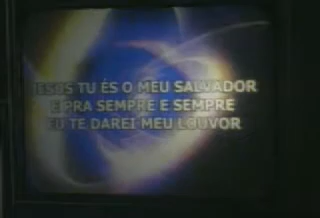 JESUS TU ÉS O MEU SALVADOR
E PRA SEMPRE E SEMPRE
EU TE DAREI MEU LOUVOR